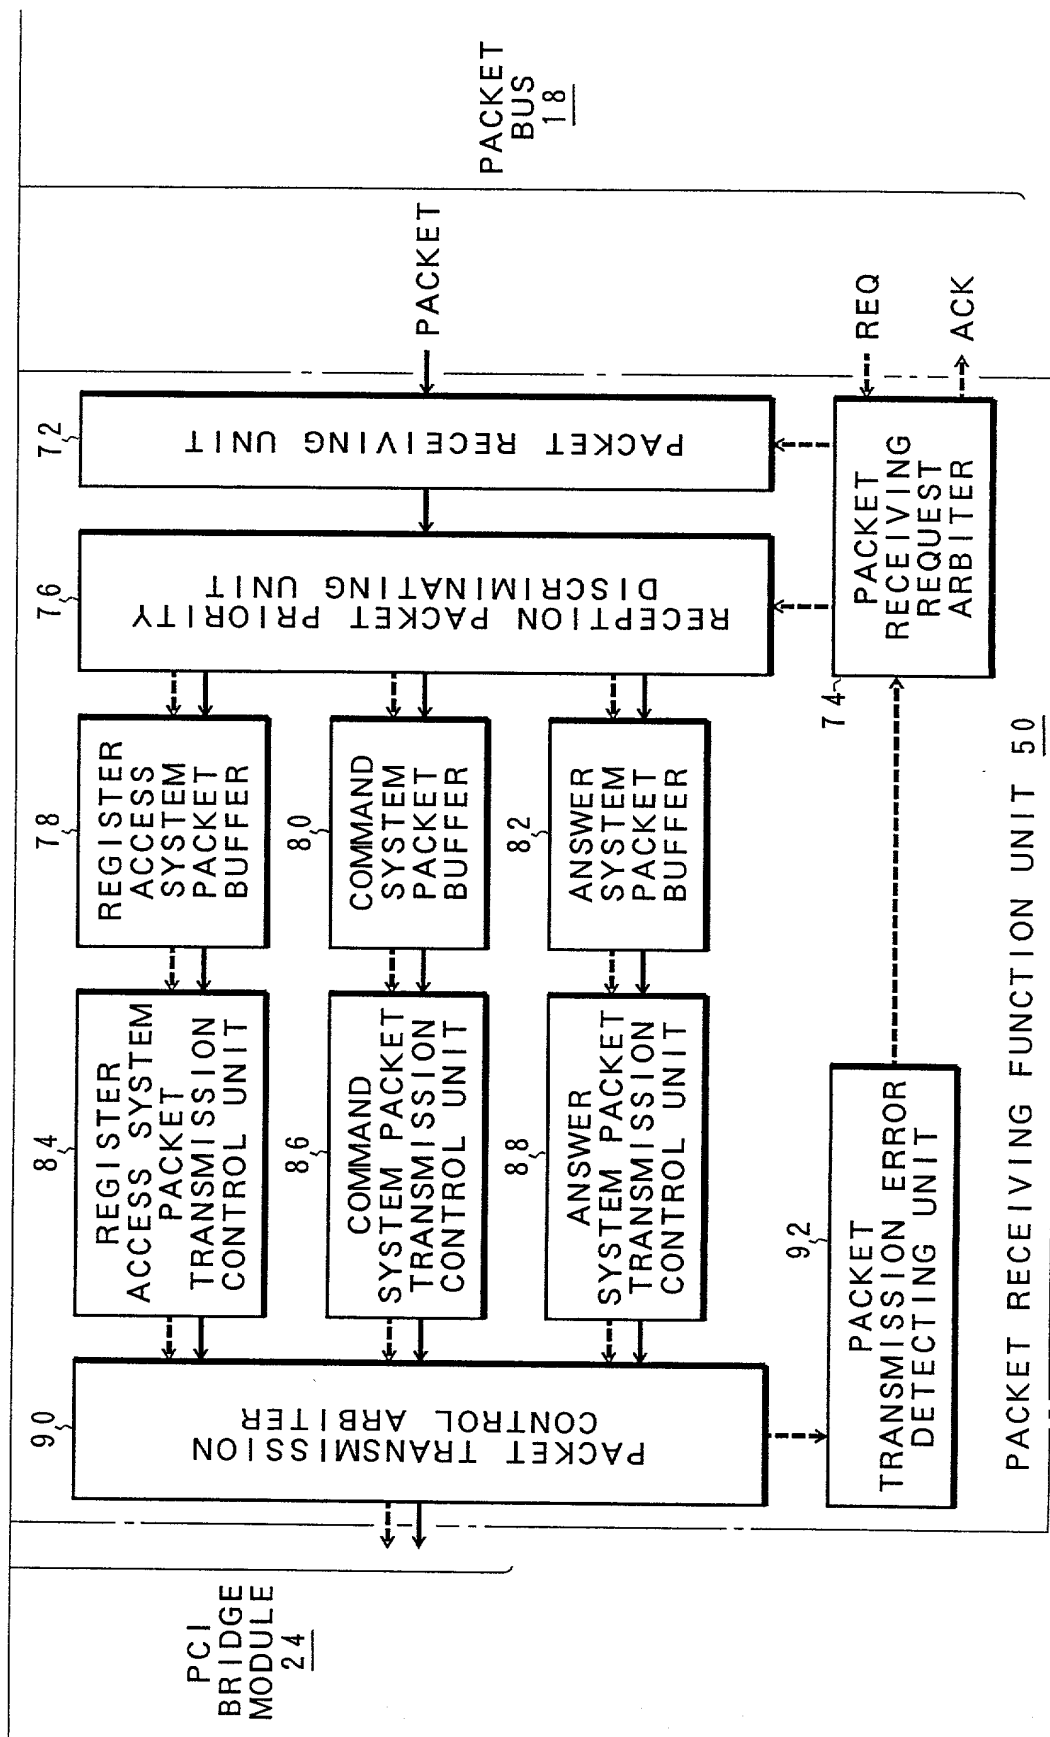 PCI
BRIDGE
MODULE
24
PACKET
BUS
18
90
PACKET TRANSMISSION
CONTROL ARBITER
84
REGISTER
ACCESS SYSTEM
PACKET
TRANSMISSION
CONTROL UNIT
78
REGISTER
ACCESS
SYSTEM
PACKET
BUFFER
76
RECEPTION PACKET PRIORITY
DISCRIMINATING UNIT
72
PACKET RECEIVING UNIT
PACKET
86
COMMAND
SYSTEM PACKET
TRANSMISSION
CONTROL UNIT
80
COMMAND
SYSTEM
PACKET
BUFFER
88
ANSWER
SYSTEM PACKET
TRANSMISSION
CONTROL UNIT
82
ANSWER
SYSTEM
PACKET
BUFFER
92
PACKET
TRANSMISSION ERROR
DETECTING UNIT
74
PACKET
RECEIVING
REQUEST
ARBITER
REQ
ACK
PACKET RECEIVING FUNCTION UNIT 50